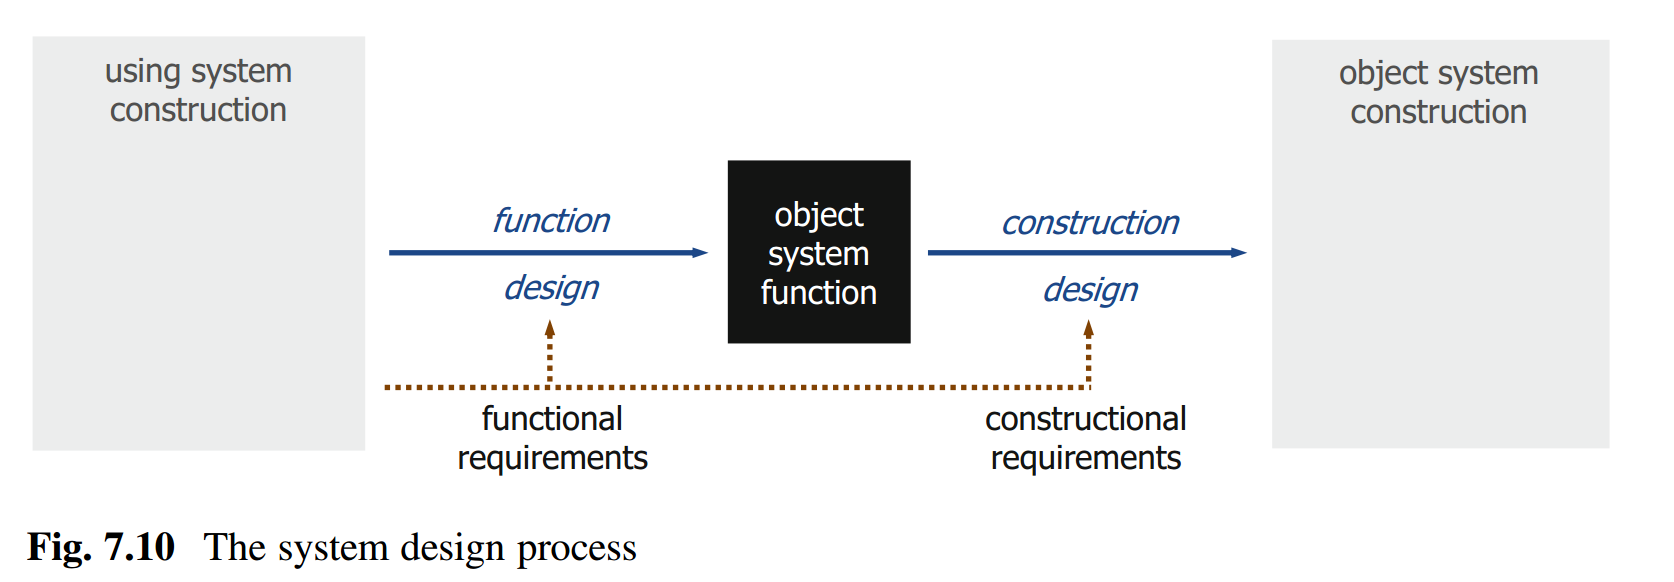 using system
construction
object system
construction
function
design
object
system
function
construction
design
functional
requirements
constructional
requirements
Fig. 7.10 The system design process